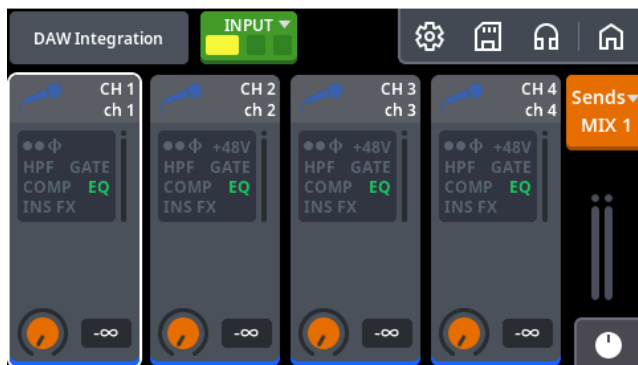 DAW Integration
INPUT
CH 1
ch 1
CH 2
ch 2
CH 3
ch 3
CH 4
ch 4
Sends
MIX 1
Φ
HPF GATE
COMP EQ
INS FX
Φ +48V
HPF GATE
COMP EQ
INS FX
Φ +48V
HPF GATE
COMP EQ
INS FX
Φ +48V
HPF GATE
COMP EQ
INS FX
-∞
-∞
-∞
-∞